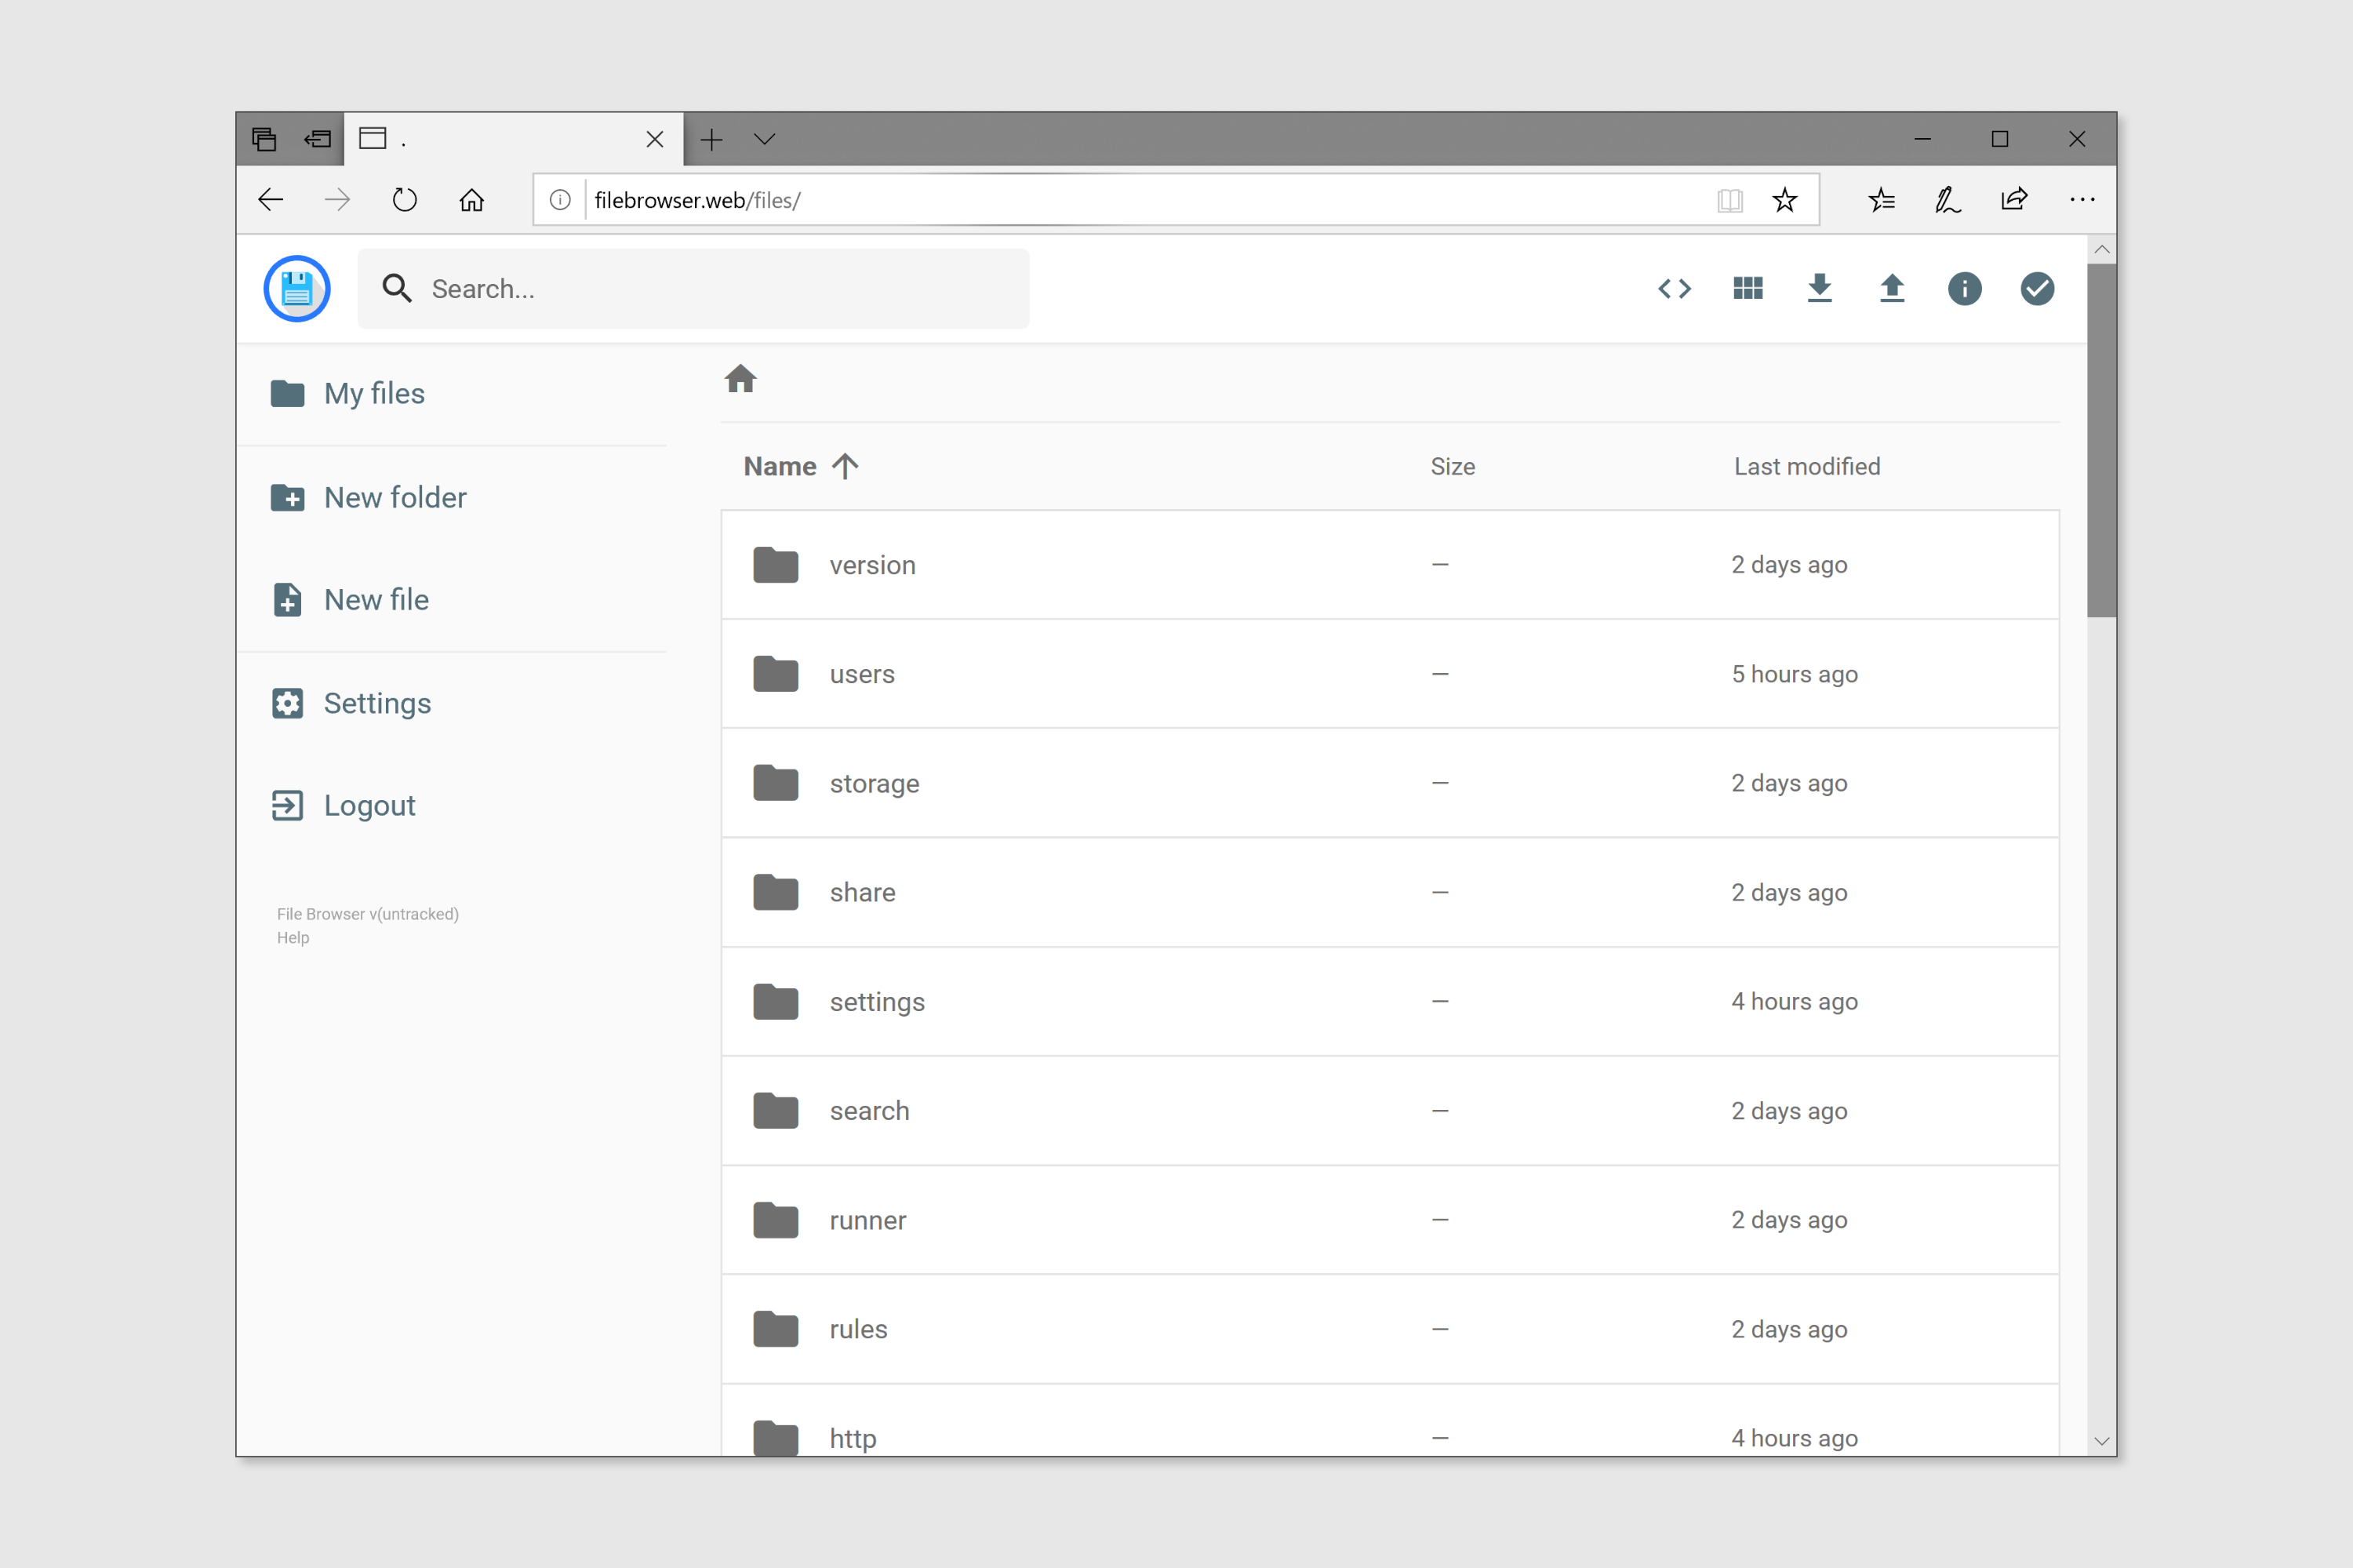 .
filebrowser.web/files/
Search...
My files
New folder
New file
Settings
Logout
File Browser v(untracked)
Help
Name Size Last modified
version — 2 days ago
users — 5 hours ago
storage — 2 days ago
share — 2 days ago
settings — 4 hours ago
search — 2 days ago
runner — 2 days ago
rules — 2 days ago
http — 4 hours ago